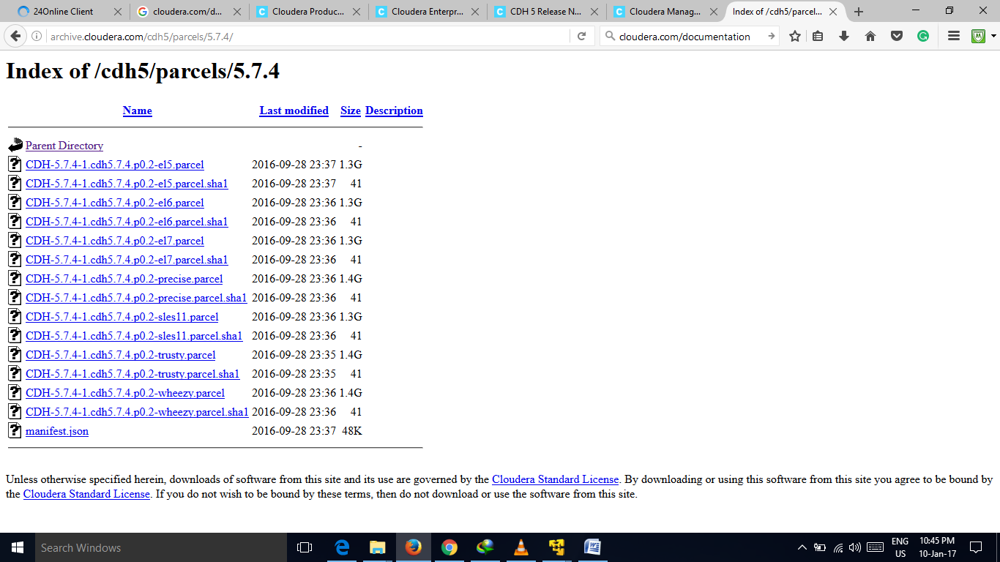 24Online Client
cloudera.com/d...
Cloudera Produc...
Cloudera Enterpr...
CDH 5 Release N...
Cloudera Manag...
Index of /cdh5/parcel...
archive.cloudera.com/cdh5/parcels/5.7.4/
cloudera.com/documentation
Index of /cdh5/parcels/5.7.4
Name Last modified Size Description
Parent Directory -
CDH-5.7.4-1.cdh5.7.4.p0.2-el5.parcel 2016-09-28 23:37 1.3G
CDH-5.7.4-1.cdh5.7.4.p0.2-el5.parcel.sha1 2016-09-28 23:37 41
CDH-5.7.4-1.cdh5.7.4.p0.2-el6.parcel 2016-09-28 23:36 1.3G
CDH-5.7.4-1.cdh5.7.4.p0.2-el6.parcel.sha1 2016-09-28 23:36 41
CDH-5.7.4-1.cdh5.7.4.p0.2-el7.parcel 2016-09-28 23:36 1.3G
CDH-5.7.4-1.cdh5.7.4.p0.2-el7.parcel.sha1 2016-09-28 23:36 41
CDH-5.7.4-1.cdh5.7.4.p0.2-precise.parcel 2016-09-28 23:36 1.4G
CDH-5.7.4-1.cdh5.7.4.p0.2-precise.parcel.sha1 2016-09-28 23:36 41
CDH-5.7.4-1.cdh5.7.4.p0.2-sles11.parcel 2016-09-28 23:36 1.3G
CDH-5.7.4-1.cdh5.7.4.p0.2-sles11.parcel.sha1 2016-09-28 23:36 41
CDH-5.7.4-1.cdh5.7.4.p0.2-trusty.parcel 2016-09-28 23:35 1.4G
CDH-5.7.4-1.cdh5.7.4.p0.2-trusty.parcel.sha1 2016-09-28 23:35 41
CDH-5.7.4-1.cdh5.7.4.p0.2-wheezy.parcel 2016-09-28 23:36 1.4G
CDH-5.7.4-1.cdh5.7.4.p0.2-wheezy.parcel.sha1 2016-09-28 23:36 41
manifest.json 2016-09-28 23:37 48K
Unless otherwise specified herein, downloads of software from this site and its use are governed by the Cloudera Standard License. By downloading or using this software from this site you agree to be bound by
the Cloudera Standard License. If you do not wish to be bound by these terms, then do not download or use the software from this site.
Search Windows
ENG
US
10:45 PM
10-Jan-17